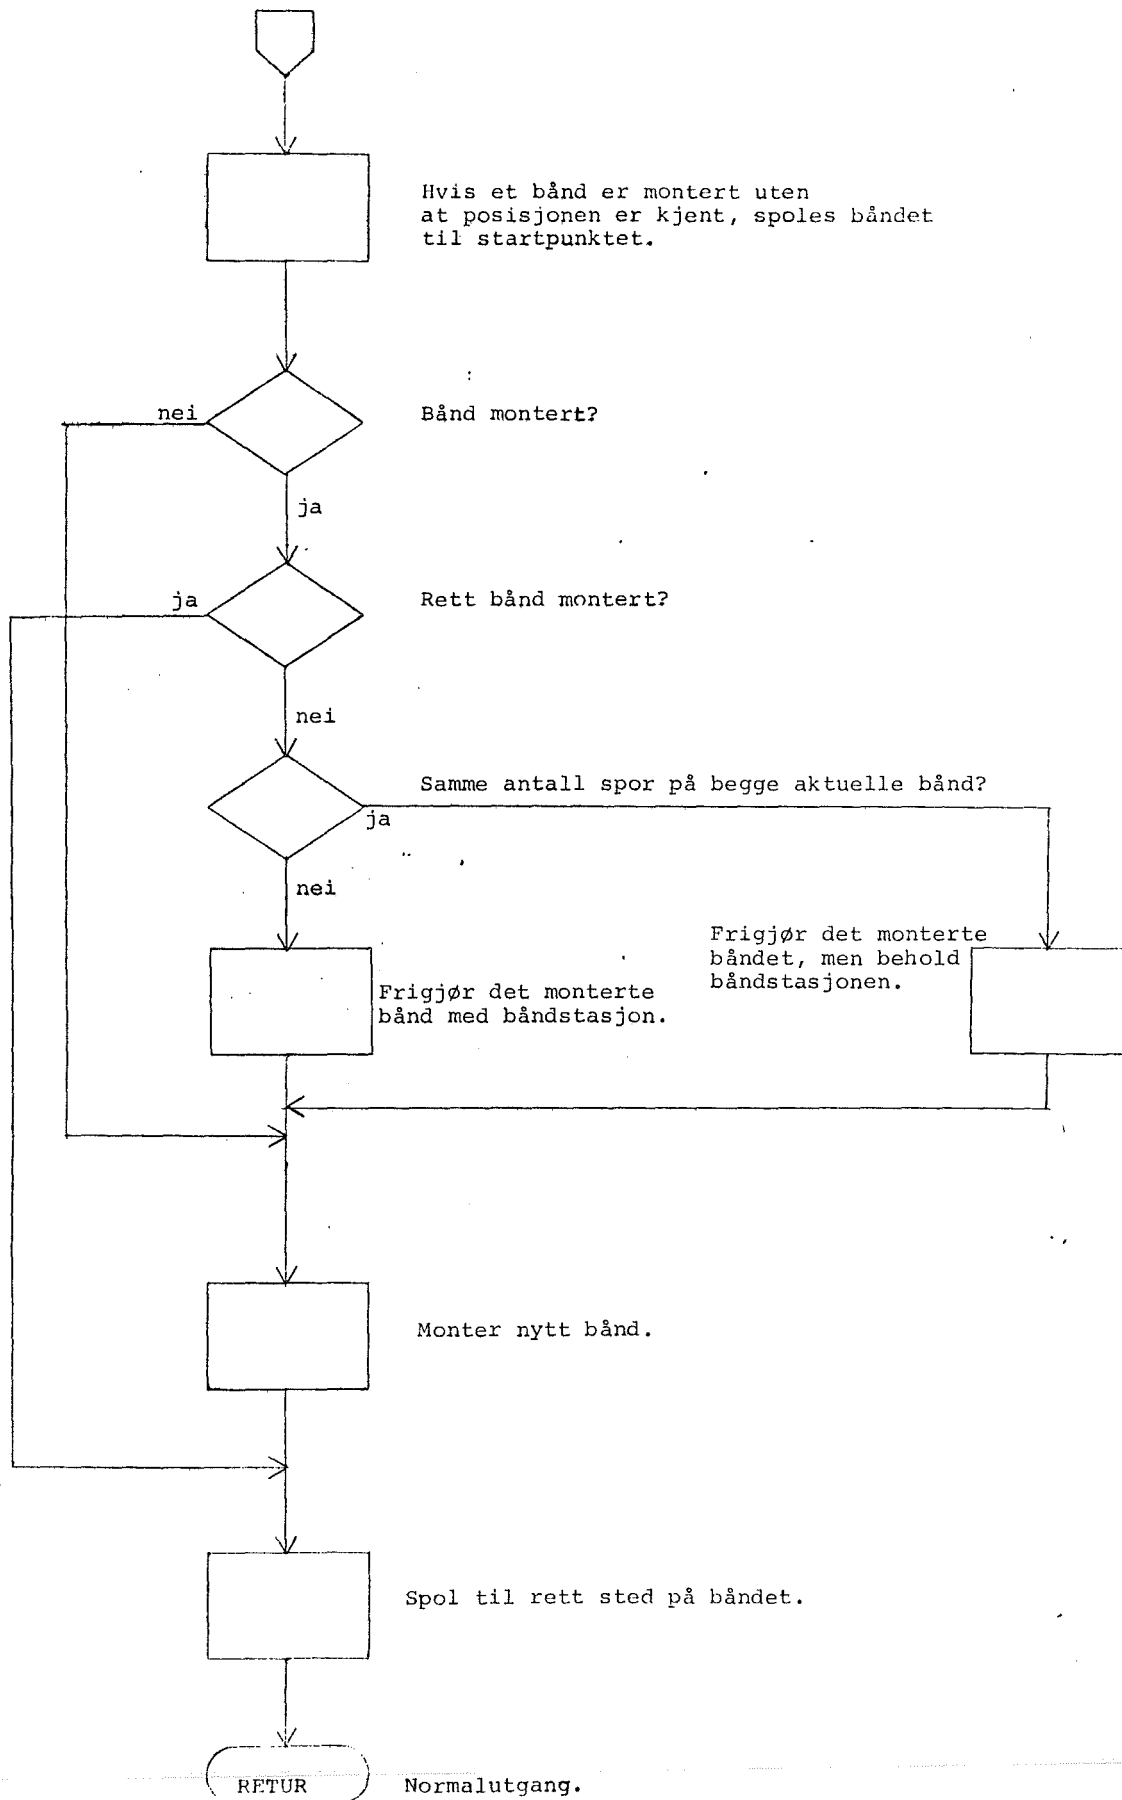 Hvis et bånd er montert uten
at posisjonen er kjent, spoles båndet
til startpunktet.
nei
Bånd montert?
ja
ja
Rett bånd montert?
nei
Samme antall spor på begge aktuelle bånd?
ja
nei
Frigjør det monterte
båndet, men behold
båndstasjonen.
Frigjør det monterte
bånd med båndstasjon.
Monter nytt bånd.
Spol til rett sted på båndet.
RETUR
Normalutgang.